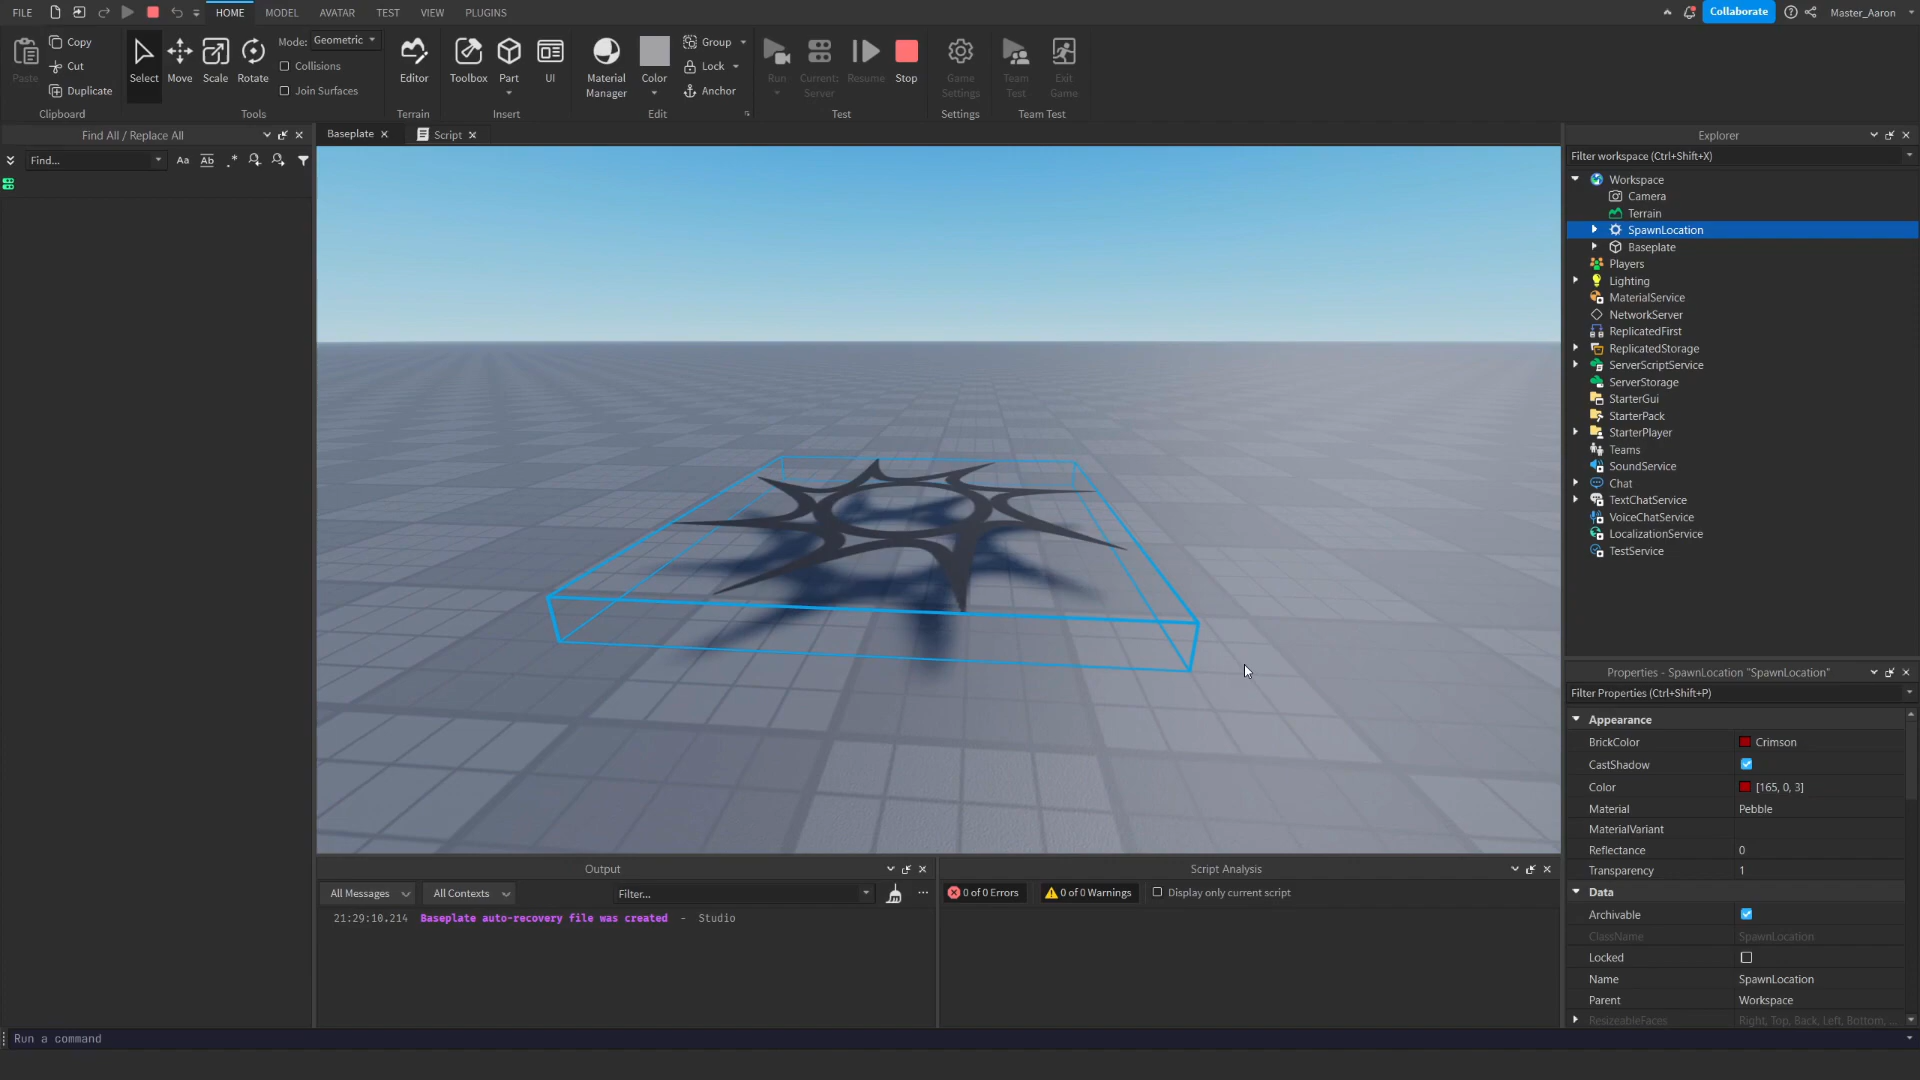 FILE HOME MODEL AVATAR TEST VIEW PLUGINS Collaborate Master_Aaron
Paste Copy Cut Duplicate Clipboard
Select Move Scale Rotate Mode: Geometric Collisions Join Surfaces Tools
Editor Terrain
Toolbox Part UI Insert
Material Manager Color Group Lock Anchor Edit
Run Current: Server Resume Stop Test
Game Settings Settings
Team Test Exit Game Team Test
Find All / Replace All
Find... Aa Ab .*
Baseplate Script
Explorer
Filter workspace (Ctrl+Shift+X)
Workspace
Camera
Terrain
SpawnLocation
Baseplate
Players
Lighting
MaterialService
NetworkServer
ReplicatedFirst
ReplicatedStorage
ServerScriptService
ServerStorage
StarterGui
StarterPack
StarterPlayer
Teams
SoundService
Chat
TextChatService
VoiceChatService
LocalizationService
TestService
Properties - SpawnLocation "SpawnLocation"
Filter Properties (Ctrl+Shift+P)
Appearance
BrickColor Crimson
CastShadow
Color [165, 0, 3]
Material Pebble
MaterialVariant
Reflectance 0
Transparency 1
Data
Archivable
ClassName SpawnLocation
Locked
Name SpawnLocation
Parent Workspace
ResizeableFaces Right, Top, Back, Left, Bottom, ...
Output
All Messages All Contexts Filter... ...
21:29:10.214 Baseplate auto-recovery file was created - Studio
Script Analysis
0 of 0 Errors 0 of 0 Warnings Display only current script
Run a command